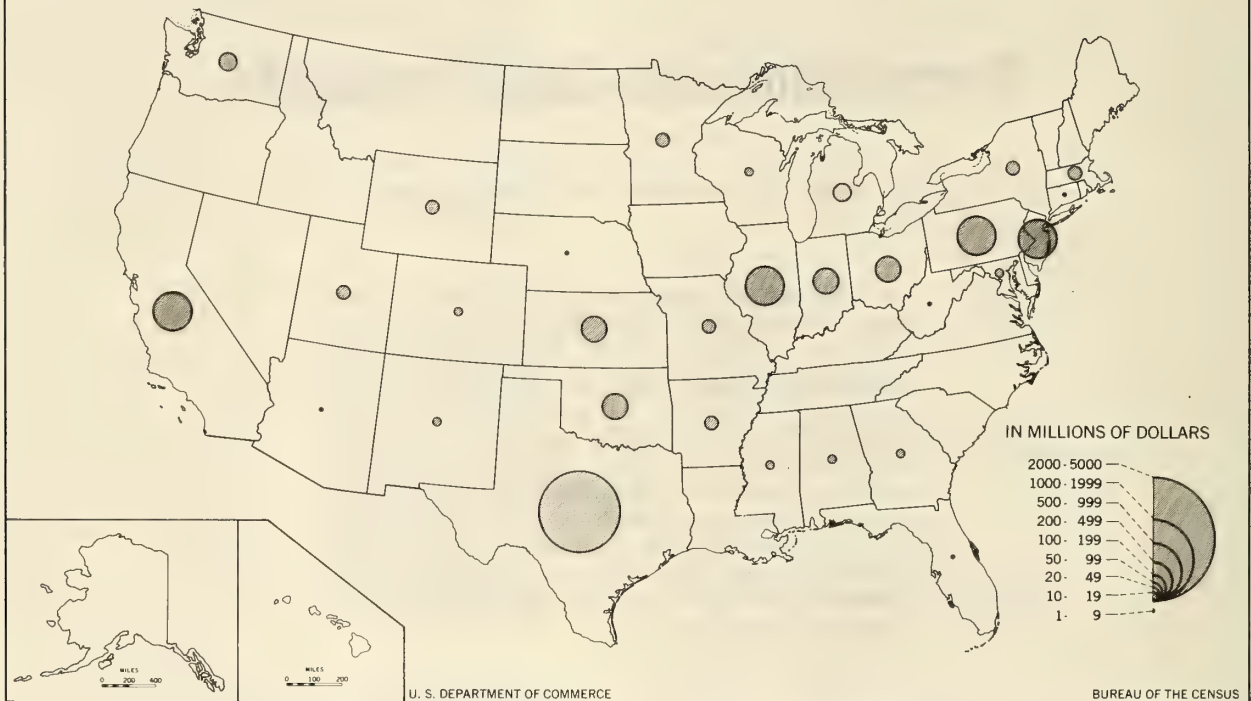 IN MILLIONS OF DOLLARS
2000 - 5000
1000 - 1999
500 - 999
200 - 499
100 - 199
50 - 99
20 - 49
10 - 19
1 - 9
MILES
0 200 400
MILES
0 100 200
U. S. DEPARTMENT OF COMMERCE
BUREAU OF THE CENSUS